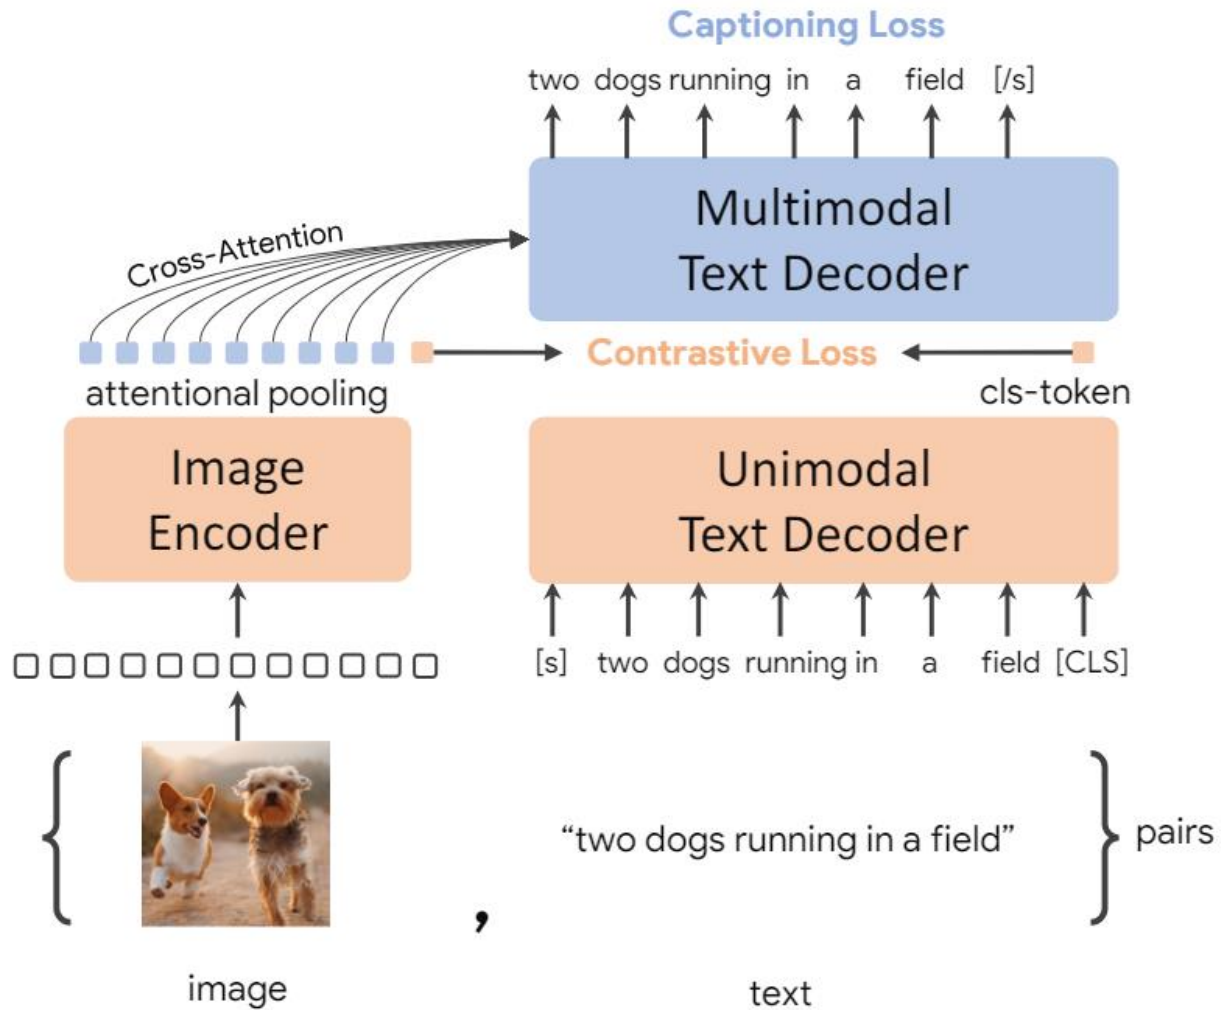 Captioning Loss
two dogs running in a field [/s]
Multimodal
Text Decoder
Cross-Attention
Contrastive Loss
attentional pooling
cls-token
Image
Encoder
Unimodal
Text Decoder
[s] two dogs running in a field [CLS]
“two dogs running in a field”
pairs
,
image
text